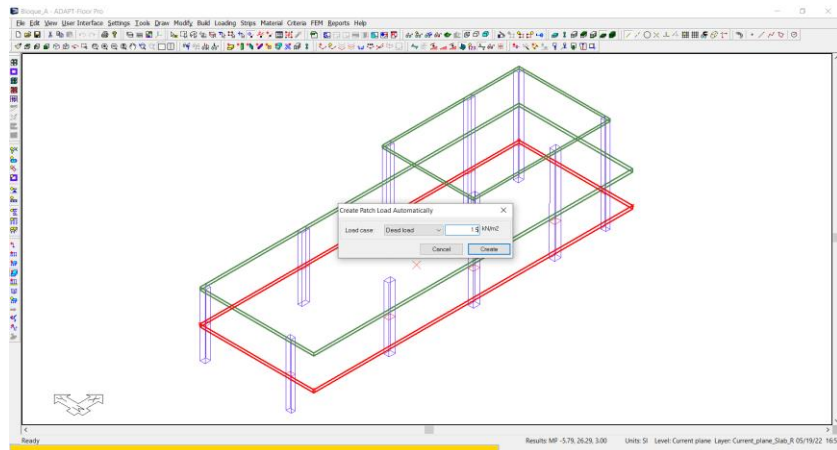 Bloque_A - ADAPT-Floor Pro
File Edit View User Interface Settings Tools Draw Modify Build Loading Strips Material Criteria FEM Reports Help
Create Patch Load Automatically
Load case: Dead load 1.5 kN/m2
Cancel Create
Ready Results: MF -5.79, 26.29, 3.00 Units: SI Level: Current plane Layer: Current_plane_Slab_R 05/19/22